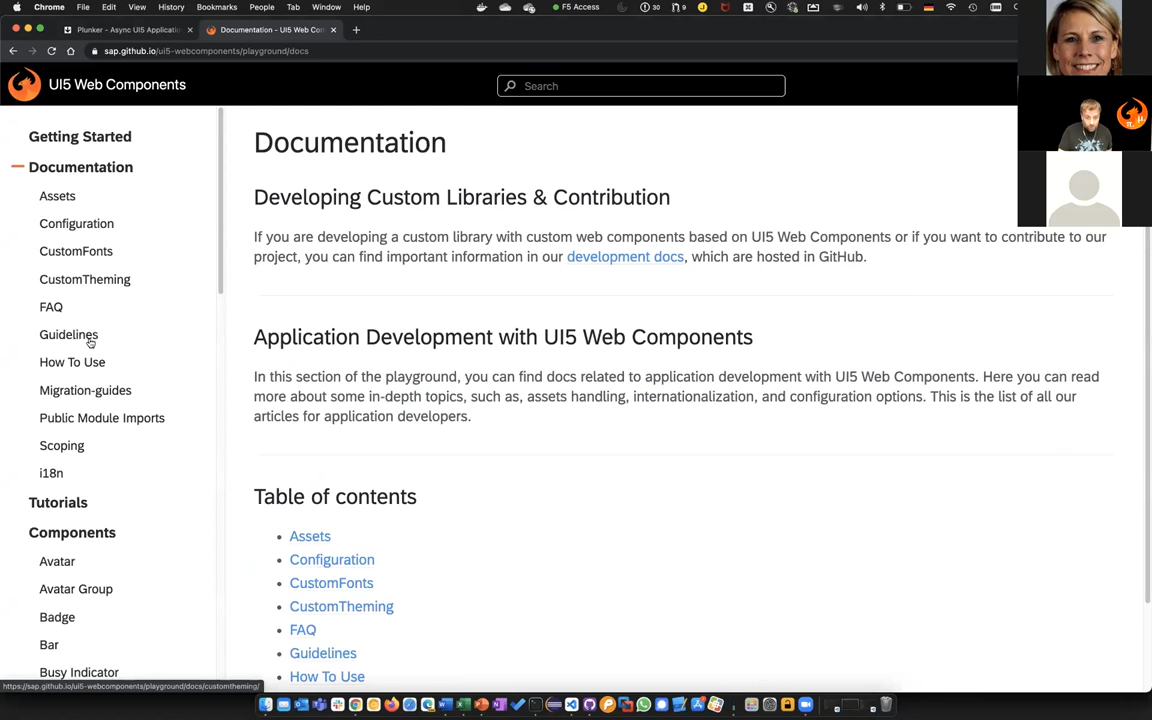 Chrome File Edit View History Bookmarks People Tab Window Help F5 Access 30 9
Plunker - Async UI5 Applicat
Documentation - UI5 Web Con
sap.github.io/ui5-webcomponents/playground/docs
UI5 Web Components
Search
Getting Started
Documentation
Assets
Configuration
CustomFonts
CustomTheming
FAQ
Guidelines
How To Use
Migration-guides
Public Module Imports
Scoping
i18n
Tutorials
Components
Avatar
Avatar Group
Badge
Bar
Busy Indicator
https://sap.github.io/ui5-webcomponents/playground/docs/customtheming/
Documentation
Developing Custom Libraries & Contribution
If you are developing a custom library with custom web components based on UI5 Web Components or if you want to contribute to our
project, you can find important information in our development docs, which are hosted in GitHub.
Application Development with UI5 Web Components
In this section of the playground, you can find docs related to application development with UI5 Web Components. Here you can read
more about some in-depth topics, such as, assets handling, internationalization, and configuration options. This is the list of all our
articles for application developers.
Table of contents
Assets
Configuration
CustomFonts
CustomTheming
FAQ
Guidelines
How To Use